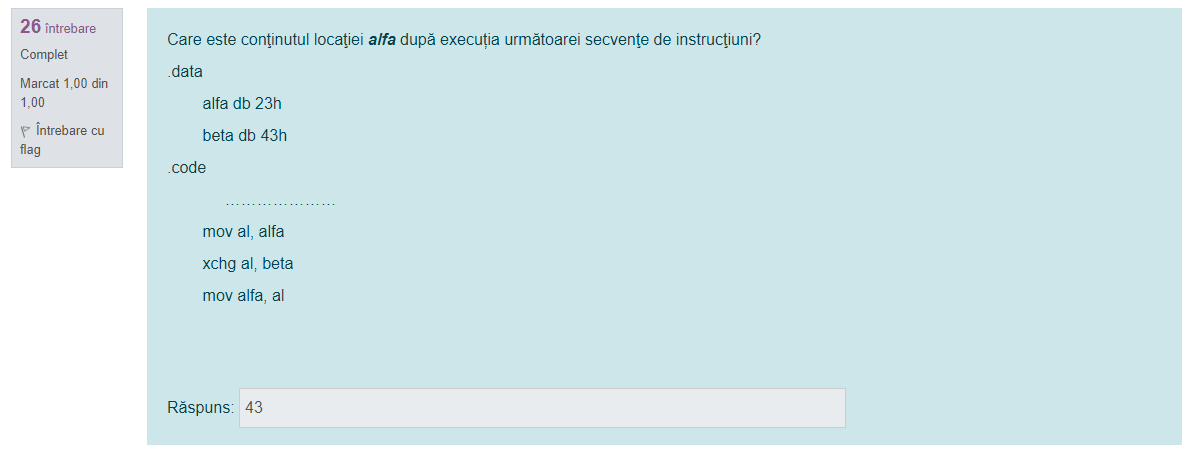 26 întrebare
Complet
Marcat 1,00 din
1,00
Întrebare cu
flag
Care este conţinutul locaţiei alfa după execuția următoarei secvenţe de instrucţiuni?
.data
alfa db 23h
beta db 43h
.code
…………………
mov al, alfa
xchg al, beta
mov alfa, al
Răspuns: 43